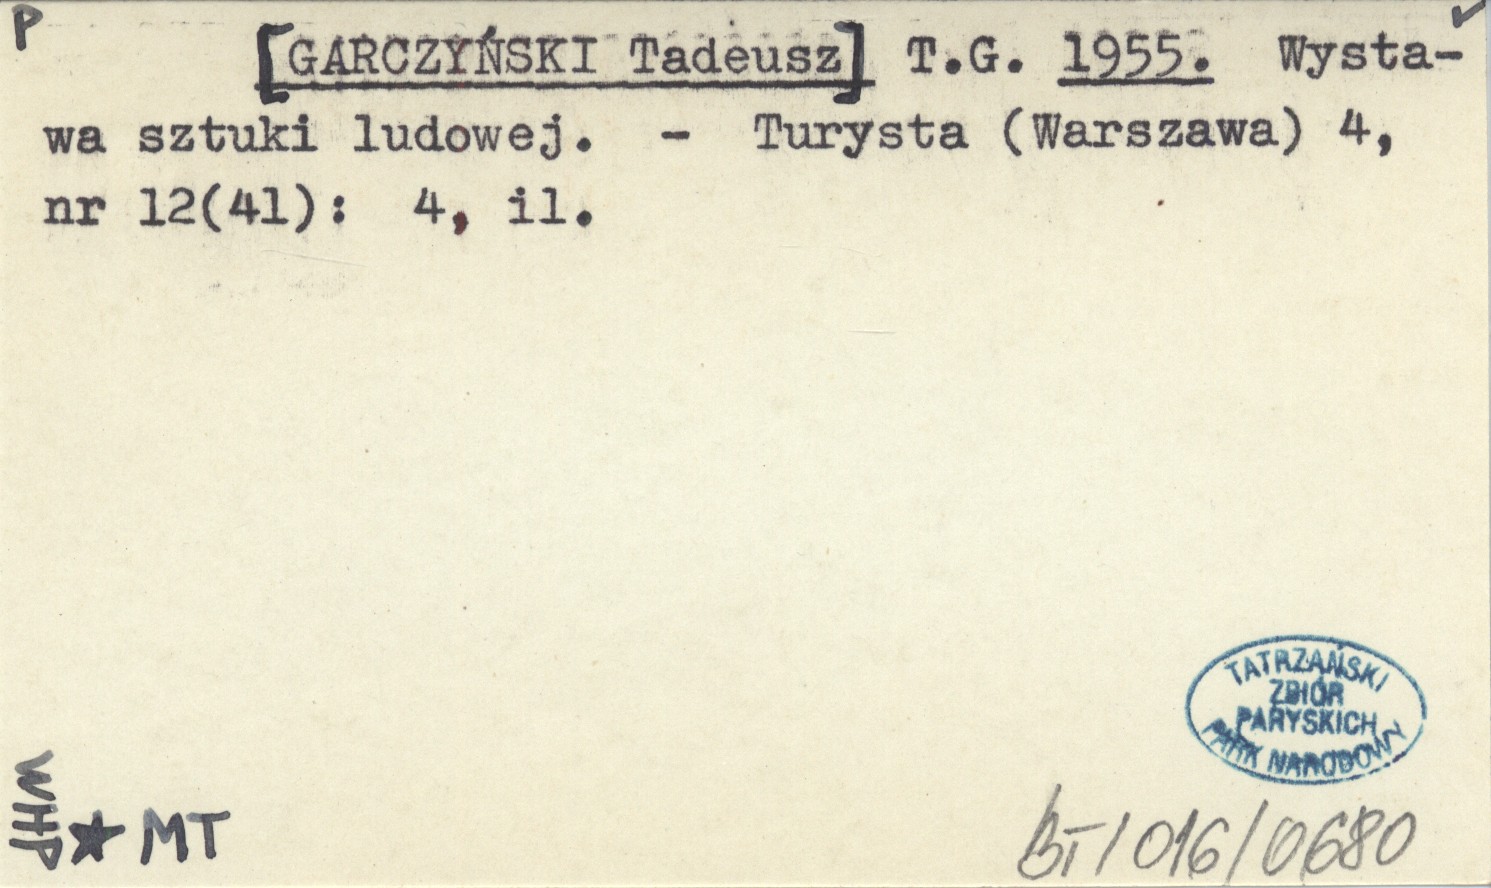 P
[GARCZYŃSKI Tadeusz] T.G. 1955. Wysta-
wa sztuki ludowej. - Turysta (Warszawa) 4,
nr 12(41): 4, il.
TATRZAŃSKI
ZBIÓR
PARYSKICH
PARK NARODOWY
WHP
★ MT
BT/016/0680